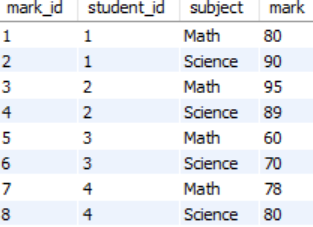 mark_id student_id subject mark
1 1 Math 80
2 1 Science 90
3 2 Math 95
4 2 Science 89
5 3 Math 60
6 3 Science 70
7 4 Math 78
8 4 Science 80